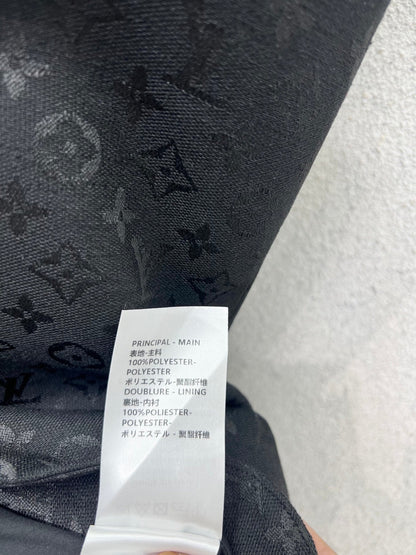 PRINCIPAL - MAIN
表地-主料
100%POLYESTER-
POLYESTER
ポリエステル-聚酯纤维
DOUBLURE - LINING
裏地-内衬
100%POLIESTER-
POLYESTER-
ポリエステル - 聚酯纤维